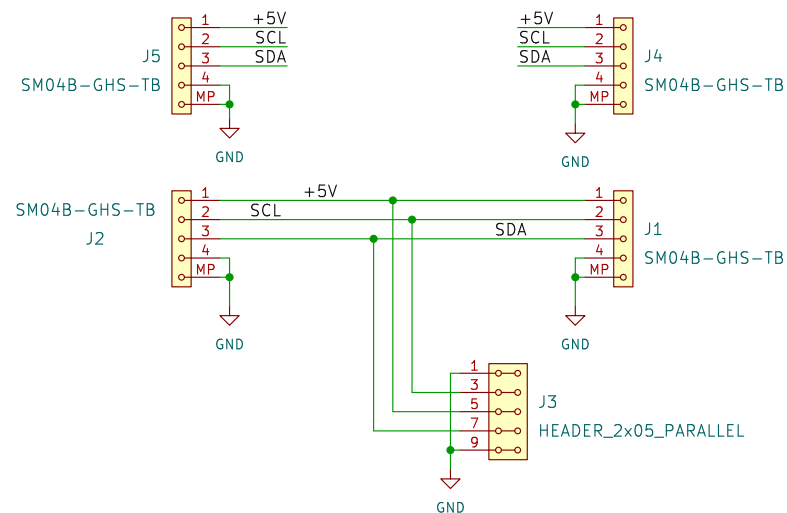 1 +5V
2 SCL
3 SDA
4
MP
J5
SM04B-GHS-TB
GND
+5V 1
SCL 2
SDA 3
4
MP
J4
SM04B-GHS-TB
GND
1 +5V
2 SCL
3 SDA
4
MP
SM04B-GHS-TB
J2
GND
1
2
3
4
MP
J1
SM04B-GHS-TB
GND
1
3
5
7
9
J3
HEADER_2x05_PARALLEL
GND